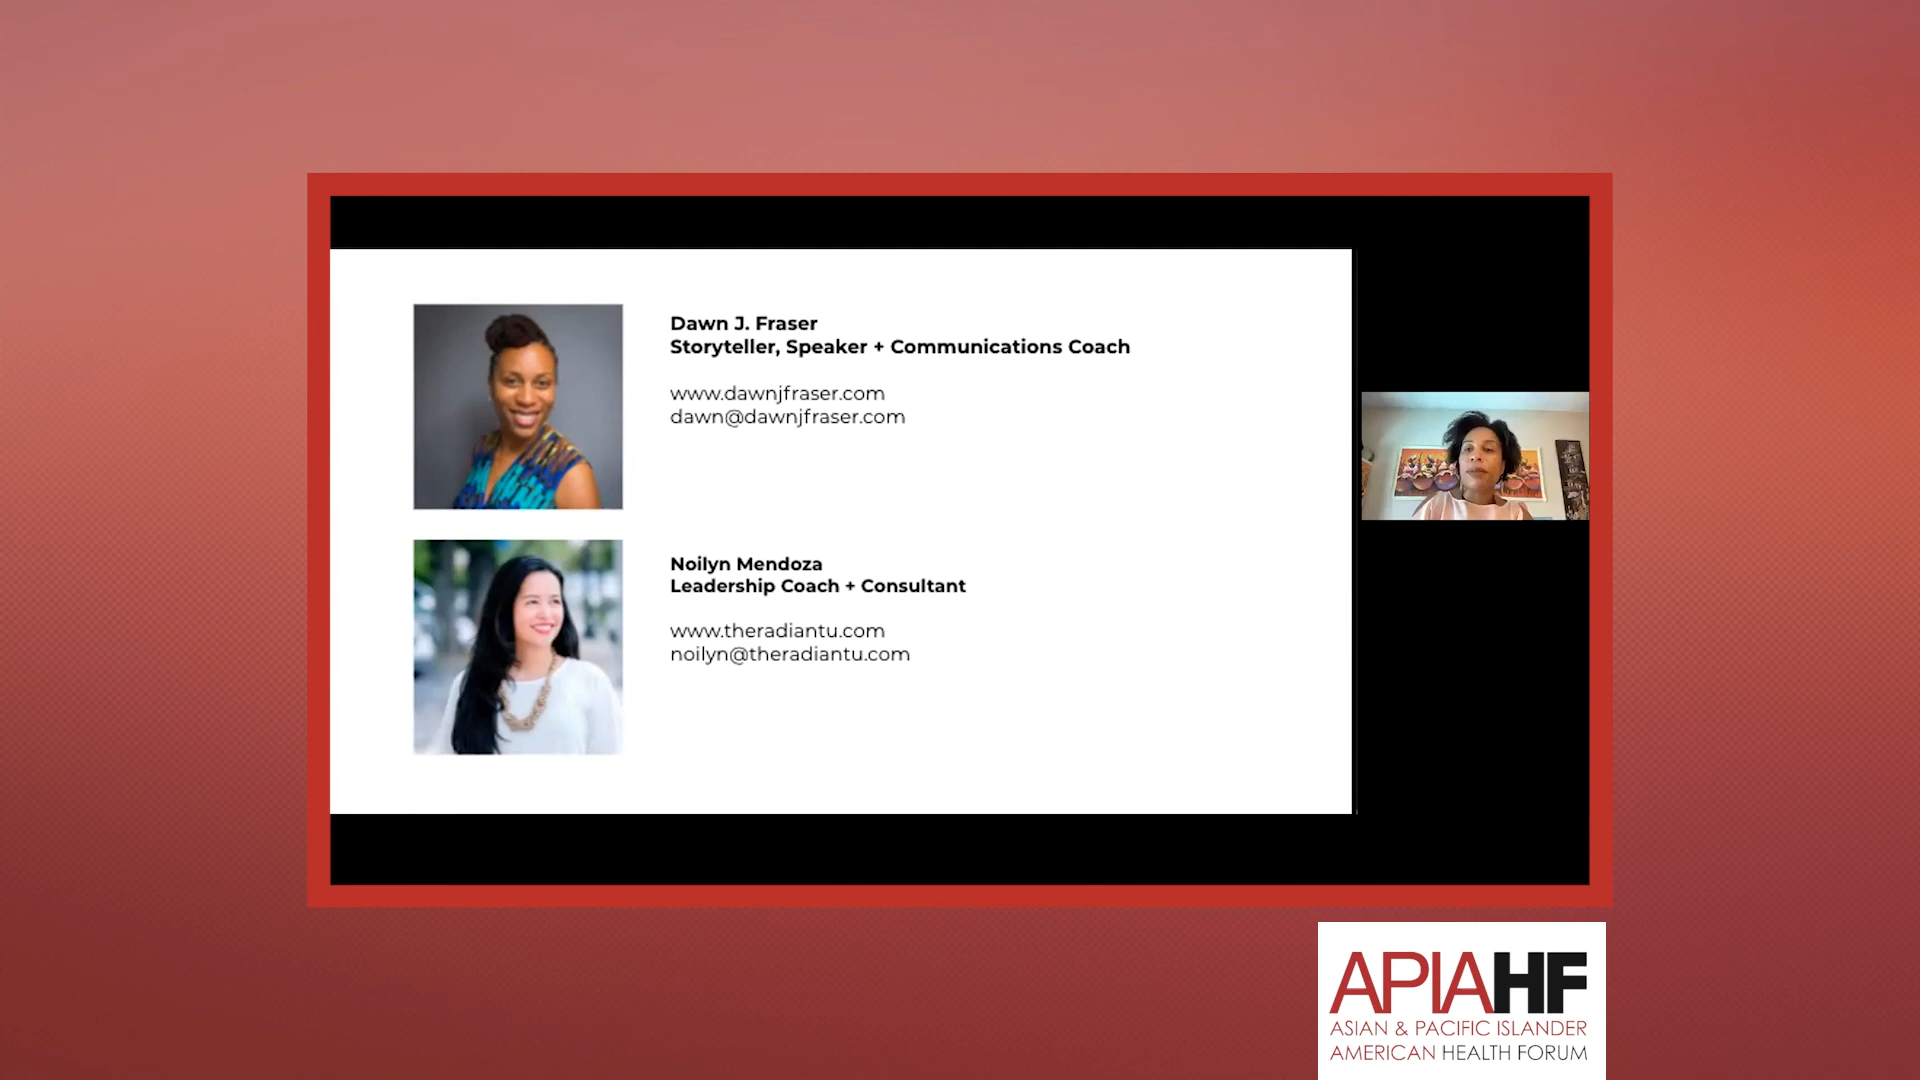 Dawn J. Fraser
Storyteller, Speaker + Communications Coach
www.dawnjfraser.com
dawn@dawnjfraser.com
Noilyn Mendoza
Leadership Coach + Consultant
www.theradiantu.com
noilyn@theradiantu.com
APIAHF
ASIAN & PACIFIC ISLANDER
AMERICAN HEALTH FORUM